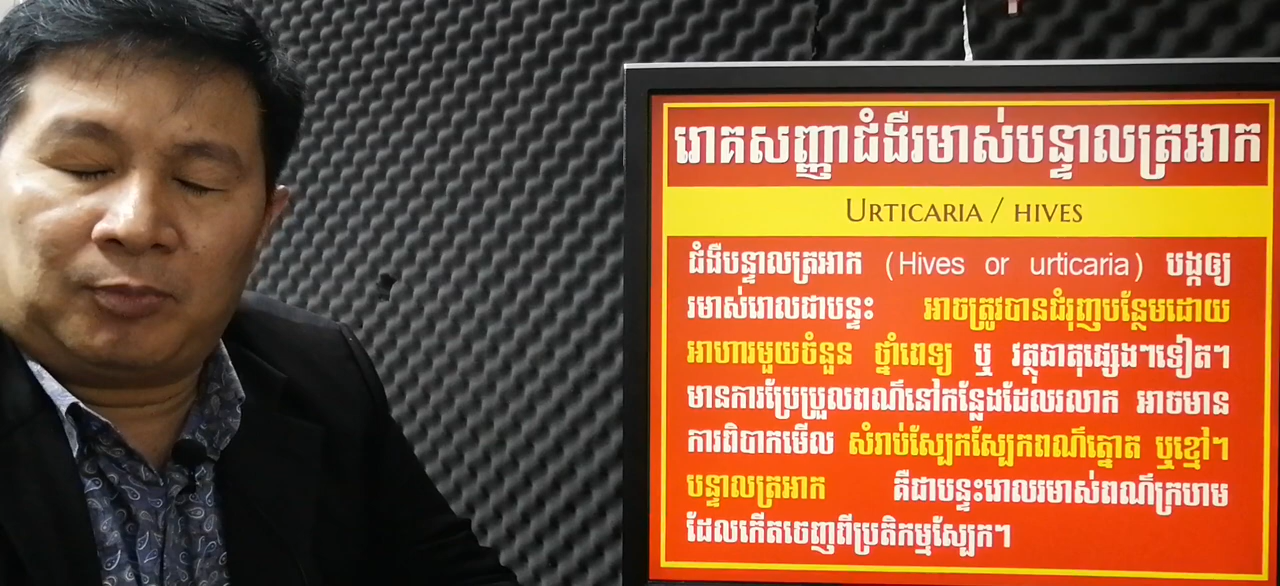 រោគសញ្ញាជំងឺរមាស់បន្ទាលត្រអាក
URTICARIA / HIVES
ជំងឺបន្ទាលត្រអាក (Hives or urticaria) បង្កឲ្យ
រមាស់រោលជាបន្ទះ អាចត្រូវបានជំរុញបន្ថែមដោយ
អាហារមួយចំនួន ថ្នាំពេទ្យ ឬ វត្ថុធាតុផ្សេងៗទៀត។
មានការប្រែប្រួលពណ៏នៅកន្លែងដែលរលាក អាចមាន
ការពិបាកមើល សំរាប់ស្បែកស្បែកពណ៏ត្នោត ឬខ្មៅ។
បន្ទាលត្រអាក គឺជាបន្ទះរោលរមាស់ពណ៏ក្រហម
ដែលកើតចេញពីប្រតិកម្មស្បែក។